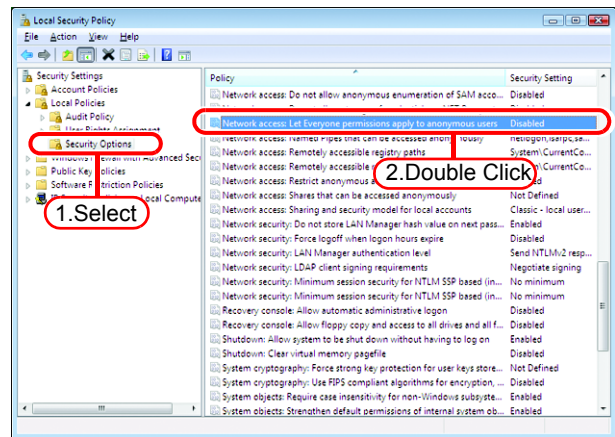 Local Security Policy
File Action View Help
Security Settings
Account Policies
Local Policies
Audit Policy
User Rights Assignment
Security Options
Windows Firewall with Advanced Secu
Public Key Policies
Software Restriction Policies
Local Compute
1.Select
Policy Security Setting
Network access: Do not allow anonymous enumeration of SAM acco... Disabled
Network access: Let Everyone permissions apply to anonymous users Disabled
Network access: Named Pipes that can be accessed anonymously netlogon,lsarpc,sa...
Network access: Remotely accessible registry paths System\CurrentCo...
Network access: Remotely accessible System\CurrentCo...
Network access: Restrict anonymous
2.Double Click
Network access: Shares that can be accessed anonymously Not Defined
Network access: Sharing and security model for local accounts Classic - local user...
Network security: Do not store LAN Manager hash value on next pass... Enabled
Network security: Force logoff when logon hours expire Disabled
Network security: LAN Manager authentication level Send NTLMv2 resp...
Network security: LDAP client signing requirements Negotiate signing
Network security: Minimum session security for NTLM SSP based (in... No minimum
Network security: Minimum session security for NTLM SSP based (in... No minimum
Recovery console: Allow automatic administrative logon Disabled
Recovery console: Allow floppy copy and access to all drives and all f... Disabled
Shutdown: Allow system to be shut down without having to log on Enabled
Shutdown: Clear virtual memory pagefile Disabled
System cryptography: Force strong key protection for user keys store... Not Defined
System cryptography: Use FIPS compliant algorithms for encryption, ... Disabled
System objects: Require case insensitivity for non-Windows subsyste... Enabled
System objects: Strengthen default permissions of internal system ob... Enabled